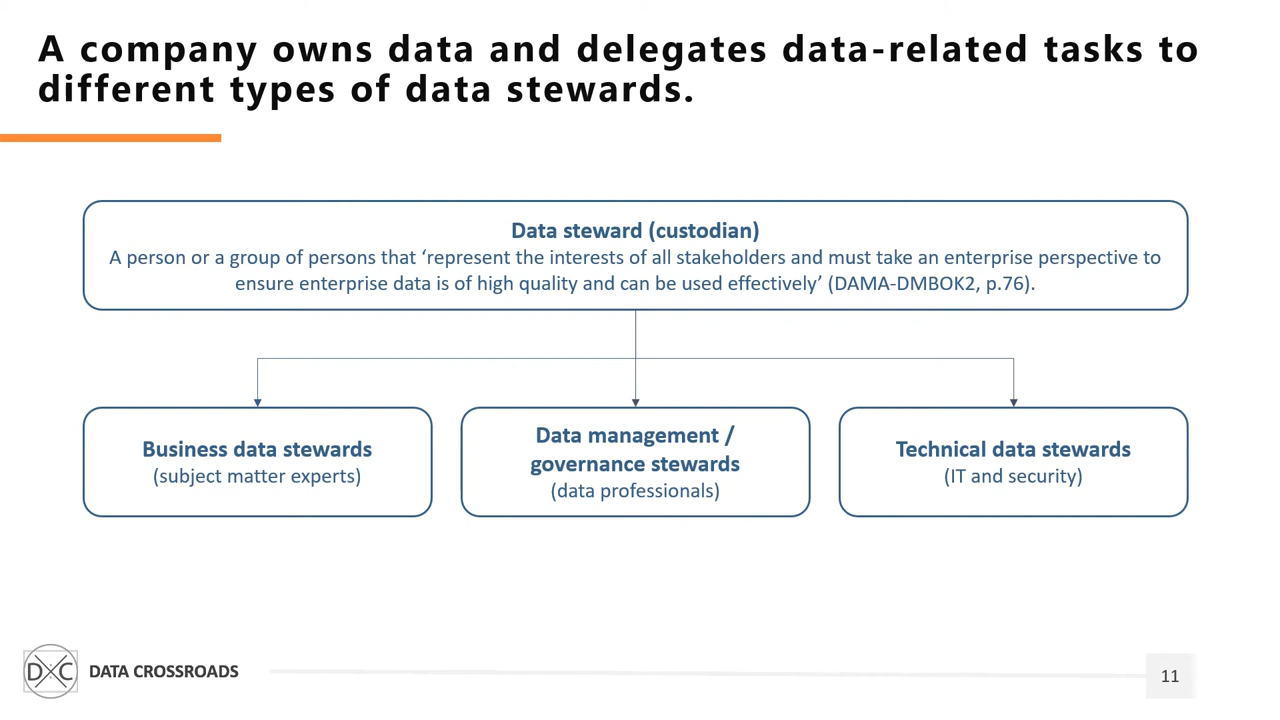 A company owns data and delegates data-related tasks to
different types of data stewards.
Data steward (custodian)
A person or a group of persons that ‘represent the interests of all stakeholders and must take an enterprise perspective to
ensure enterprise data is of high quality and can be used effectively’ (DAMA-DMBOK2, p.76).
Business data stewards
(subject matter experts)
Data management /
governance stewards
(data professionals)
Technical data stewards
(IT and security)
DXC DATA CROSSROADS
11